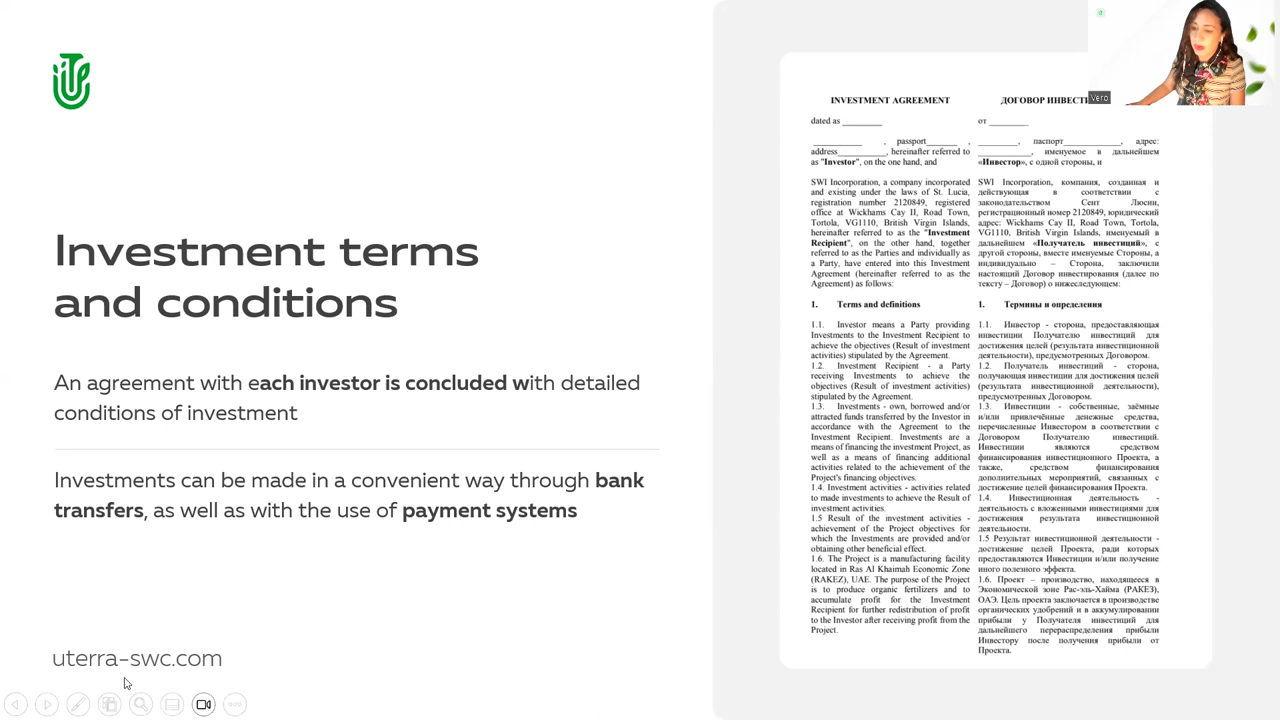 Vero
Investment terms
and conditions
An agreement with each investor is concluded with detailed
conditions of investment
Investments can be made in a convenient way through bank
transfers, as well as with the use of payment systems
uterra-swc.com
INVESTMENT AGREEMENT
dated as ________
__________ , passport______ ,
address__________, hereinafter referred to
as "Investor", on the one hand, and
SWI Incorporation, a company incorporated
and existing under the laws of St. Lucia,
registration number 2120849, registered
office at Wickhams Cay II, Road Town,
Tortola, VG1110, British Virgin Islands,
hereinafter referred to as the "Investment
Recipient", on the other hand, together
referred to as the Parties and individually as
a Party, have entered into this Investment
Agreement (hereinafter referred to as the
Agreement) as follows:
1. Terms and definitions
1.1. Investor means a Party providing
Investments to the Investment Recipient to
achieve the objectives (Result of investment
activities) stipulated by the Agreement.
1.2. Investment Recipient - a Party
receiving Investments to achieve the
objectives (Result of investment activities)
stipulated by the Agreement.
1.3. Investments - own, borrowed and/or
attracted funds transferred by the Investor in
accordance with the Agreement to the
Investment Recipient. Investments are a
means of financing the investment Project, as
well as a means of financing additional
activities related to the achievement of the
Project's financing objectives.
1.4. Investment activities - activities related
to made investments to achieve the Result of
investment activities.
1.5 Result of the investment activities -
achievement of the Project objectives for
which the Investments are provided and/or
obtaining other beneficial effect.
1.6. The Project is a manufacturing facility
located in Ras Al Khaimah Economic Zone
(RAKEZ), UAE. The purpose of the Project
is to produce organic fertilizers and to
accumulate profit for the Investment
Recipient for further redistribution of profit
to the Investor after receiving profit from the
Project.
ДОГОВОР ИНВЕСТИ
от ________
________, паспорт____________, адрес:
___________, именуемое в дальнейшем
«Инвестор», с одной стороны, и
SWI Incorporation, компания, созданная и
действующая в соответствии с
законодательством Сент Люсии,
регистрационный номер 2120849, юридический
адрес: Wickhams Cay II, Road Town, Tortola,
VG1110, British Virgin Islands, именуемый в
дальнейшем «Получатель инвестиций», с
другой стороны, вместе именуемые Стороны, а
индивидуально – Сторона, заключили
настоящий Договор инвестирования (далее по
тексту – Договор) о нижеследующем:
1. Термины и определения
1.1. Инвестор - сторона, предоставляющая
инвестиции Получателю инвестиций для
достижения целей (результата инвестиционной
деятельности), предусмотренных Договором.
1.2. Получатель инвестиций - сторона,
получающая инвестиции для достижения целей
(результата инвестиционной деятельности),
предусмотренных Договором.
1.3. Инвестиции - собственные, заёмные
и/или привлечённые денежные средства,
перечисленные Инвестором в соответствии с
Договором Получателю инвестиций.
Инвестиции являются средством
финансирования инвестиционного Проекта, а
также, средством финансирования
дополнительных мероприятий, связанных с
достижение целей финансирования Проекта.
1.4. Инвестиционная деятельность -
деятельность с вложенными инвестициями для
достижения результата инвестиционной
деятельности.
1.5 Результат инвестиционной деятельности -
достижение целей Проекта, ради которых
предоставляются Инвестиции и/или получение
иного полезного эффекта.
1.6. Проект – производство, находящееся в
Экономической зоне Рас-эль-Хайма (РАКЕЗ),
ОАЭ. Цель проекта заключается в производстве
органических удобрений и в аккумулировании
прибыли у Получателя инвестиций для
дальнейшего перераспределения прибыли
Инвестору после получения прибыли от
Проекта.